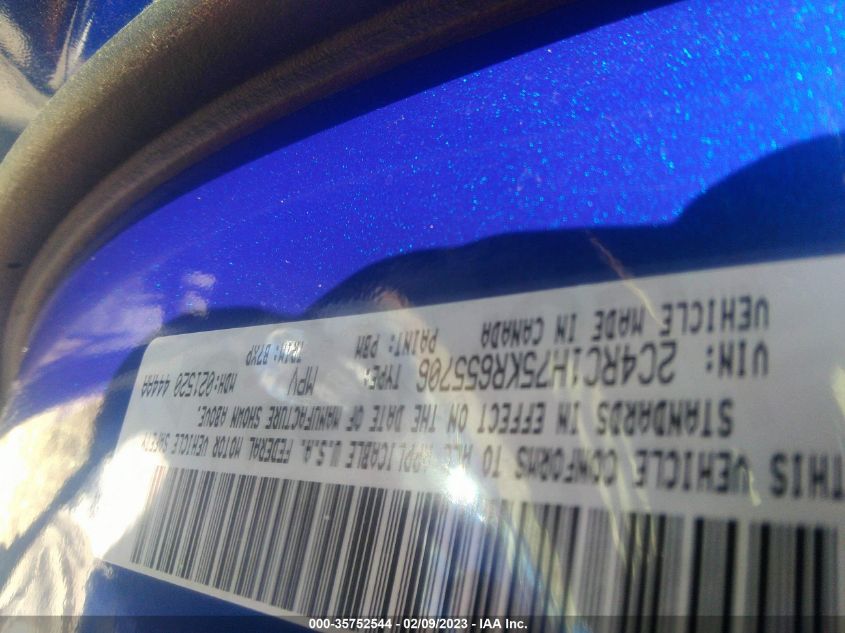 THIS VEHICLE CONFORMS TO ALL APPLICABLE U.S.A. FEDERAL MOTOR VEHICLE SAFETY
STANDARDS IN EFFECT ON THE DATE OF MANUFACTURE SHOWN ABOVE.
VIN: 2C4RC1H75KR655706 TYPE: MPV MDH:021520 444AA
VEHICLE MADE IN CANADA PAINT: PBM TRIM: B7XP
000-35752544 / 02/09/2023 - IAA Inc.